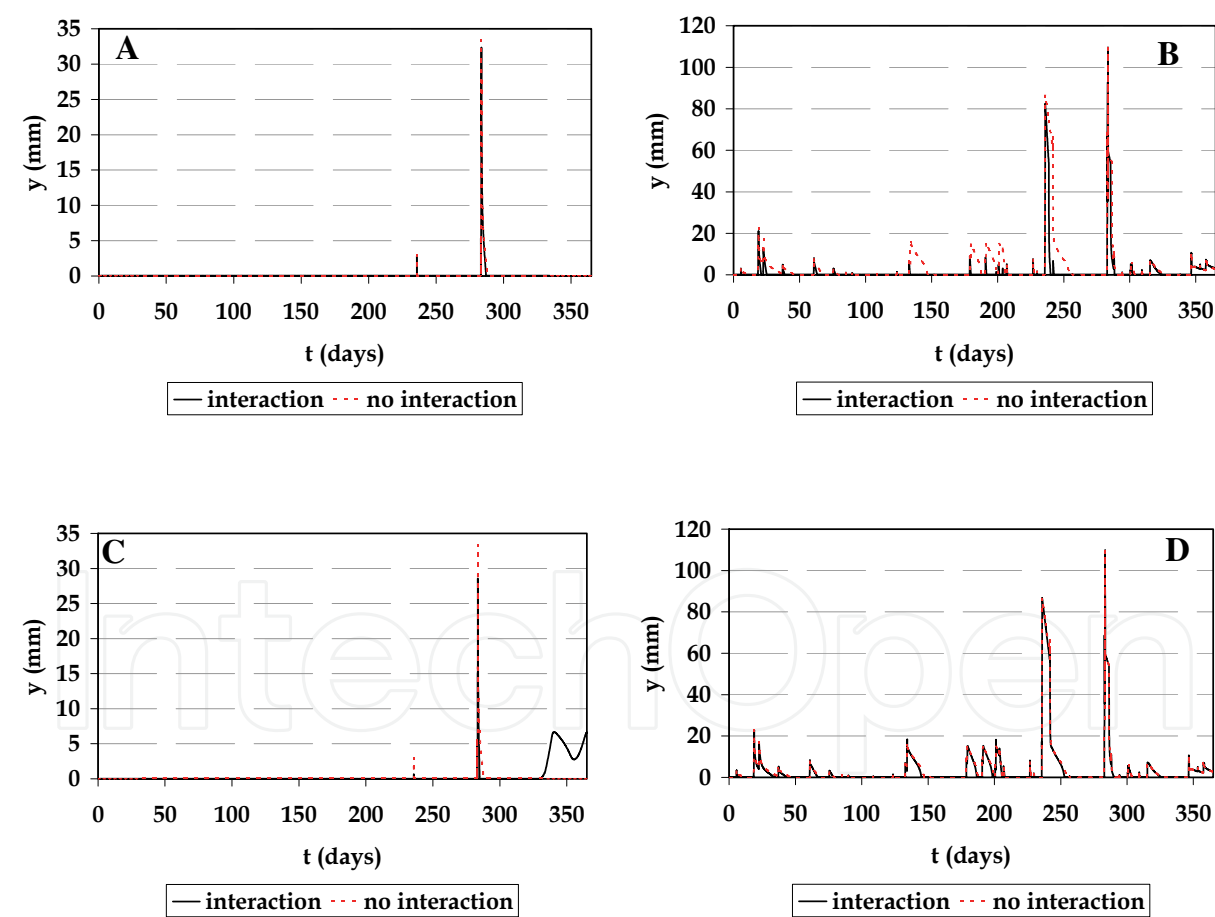 A
35
30
25
20
15
10
5
0
y (mm)
0 50 100 150 200 250 300 350
t (days)
interaction no interaction
B
120
100
80
60
40
20
0
y (mm)
0 50 100 150 200 250 300 350
t (days)
interaction no interaction
C
35
30
25
20
15
10
5
0
y (mm)
0 50 100 150 200 250 300 350
t (days)
interaction no interaction
D
120
100
80
60
40
20
0
y (mm)
0 50 100 150 200 250 300 350
t (days)
interaction no interaction
IntechOpen